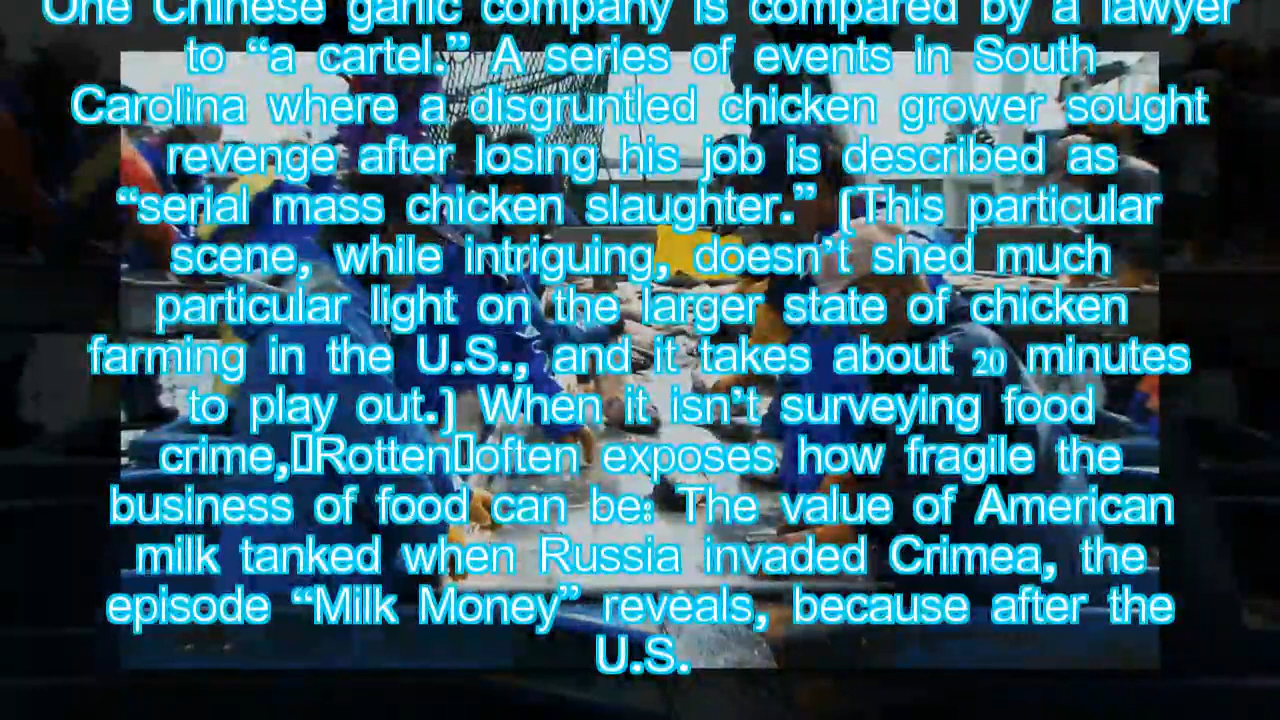 One Chinese garlic company is compared by a lawyer
to “a cartel.” A series of events in South
Carolina where a disgruntled chicken grower sought
revenge after losing his job is described as
“serial mass chicken slaughter.” (This particular
scene, while intriguing, doesn’t shed much
particular light on the larger state of chicken
farming in the U.S., and it takes about 20 minutes
to play out.) When it isn’t surveying food
crime,▯Rotten▯often exposes how fragile the
business of food can be: The value of American
milk tanked when Russia invaded Crimea, the
episode “Milk Money” reveals, because after the
U.S.